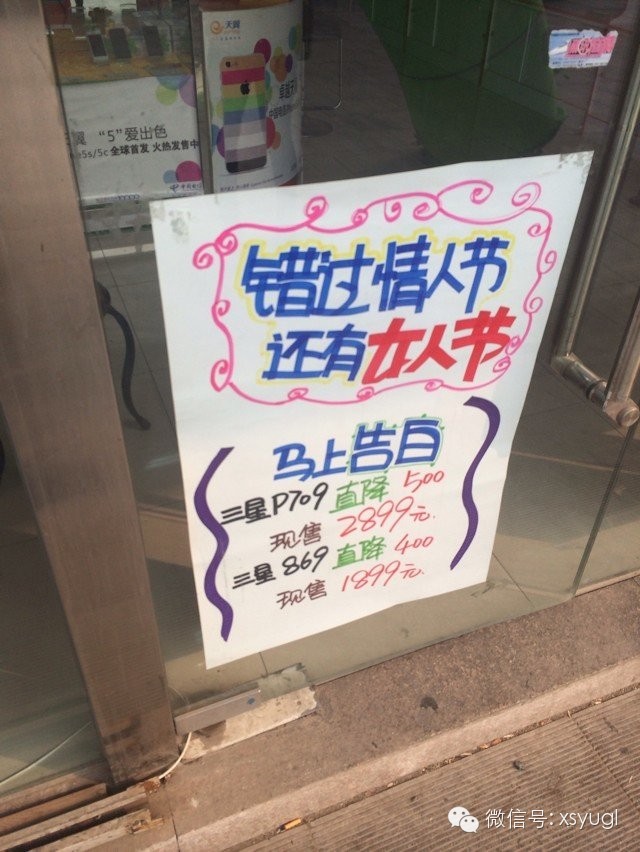 天翼
“5”爱出色
e5s/5c 全球首发 火热发售中
错过情人节
还有女人节
马上告白
三星P709 直降 500
现售 2899元.
三星 869 直降 400
现售 1899元.
微信号: xsyugl